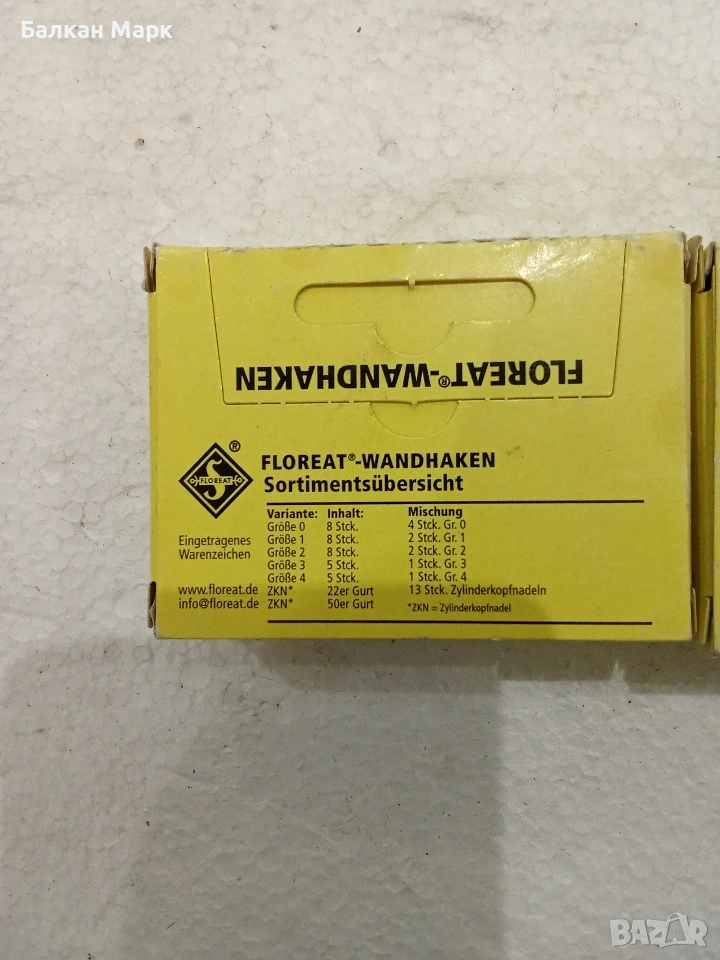 Балкан Марк
FLOREAT®-WANDHAKEN
®
FLOREAT
Eingetragenes
Warenzeichen
www.floreat.de
info@floreat.de
FLOREAT®-WANDHAKEN
Sortimentsübersicht
Variante: Inhalt: Mischung
Größe 0 8 Stck. 4 Stck. Gr. 0
Größe 1 8 Stck. 2 Stck. Gr. 1
Größe 2 8 Stck. 2 Stck. Gr. 2
Größe 3 5 Stck. 1 Stck. Gr. 3
Größe 4 5 Stck. 1 Stck. Gr. 4
ZKN* 22er Gurt 13 Stck. Zylinderkopfnadeln
ZKN* 50er Gurt *ZKN = Zylinderkopfnadel
BAZAR